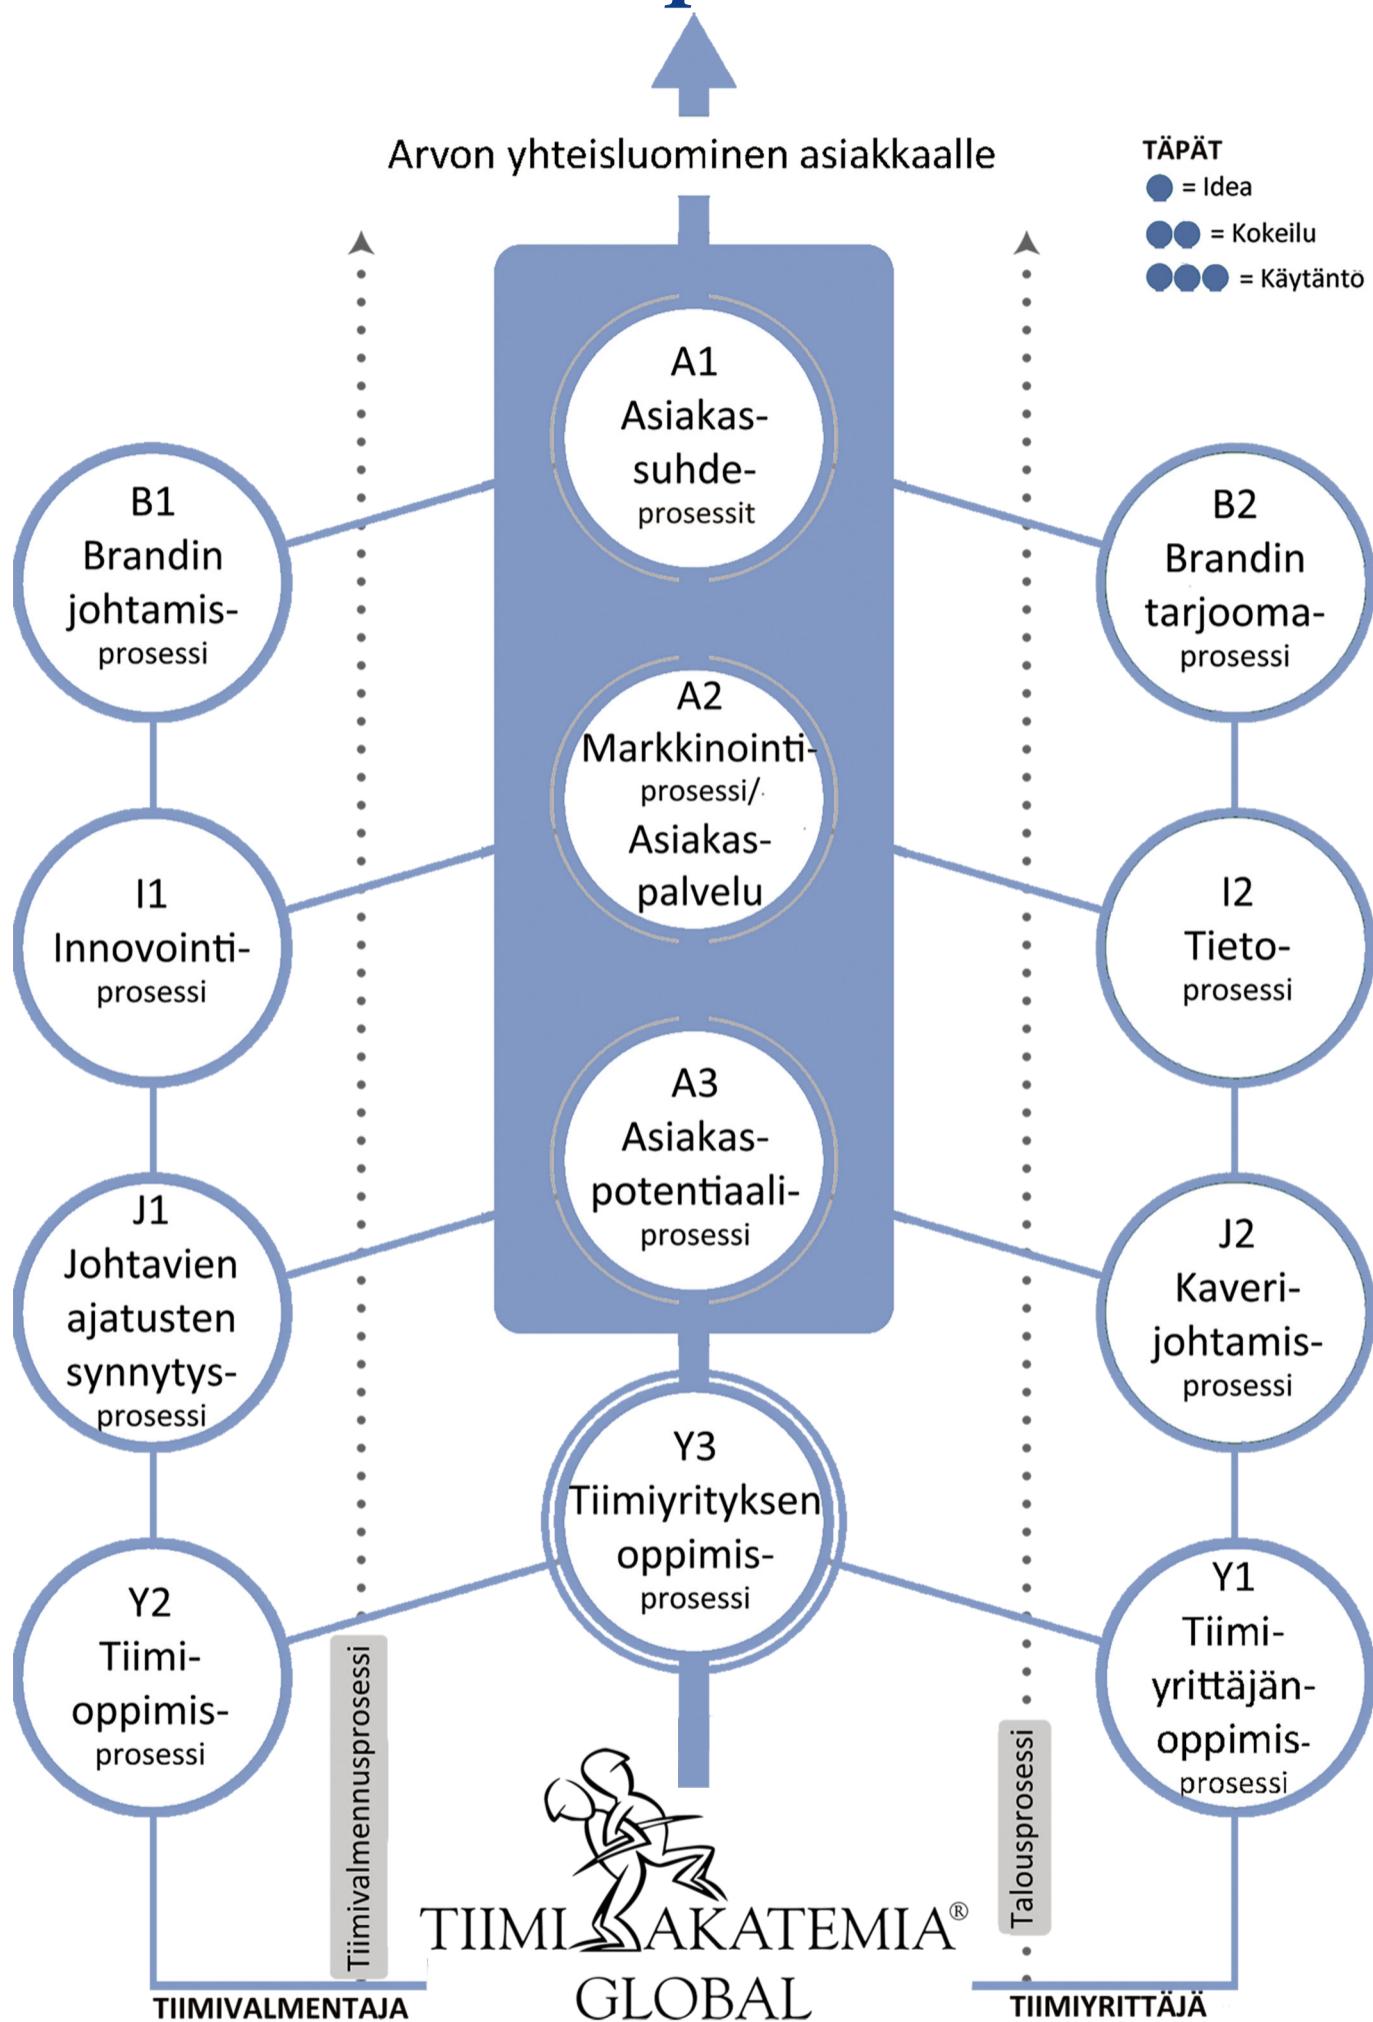 Arvon yhteisluominen asiakkaalle
TÄPÄT
= Idea
= Kokeilu
= Käytäntö
A1
Asiakas-
suhde-
prosessit
B1
Brandin
johtamis-
prosessi
B2
Brandin
tarjooma-
prosessi
A2
Markkinointi-
prosessi/
Asiakas-
palvelu
I1
Innovointi-
prosessi
I2
Tieto-
prosessi
A3
Asiakas-
potentiaali-
prosessi
J1
Johtavien
ajatusten
synnytys-
prosessi
J2
Kaveri-
johtamis-
prosessi
Y3
Tiimiyrityksen
oppimis-
prosessi
Y2
Tiimi-
oppimis-
prosessi
Y1
Tiimi-
yrittäjän-
oppimis-
prosessi
Tiimivalmennusprosessi
Talousprosessi
TIIMIAKATEMIA®
GLOBAL
TIIMIVALMENTAJA
TIIMIYRITTÄJÄ